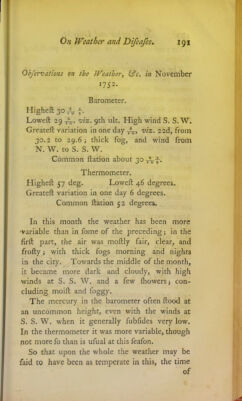 On Weather and Diſeaſes. 191
Obſervations on the Weather, &c. in November
1752.
Barometer.
Higheſt 30
Loweſt 29 viz. 9th ult. High wind S. S. W.
Greateſt variation in one day viz. 22d, from
30.2 to 29.6; thick fog, and wind from
N. W. to S. S. W.
Common ſtation about 30
Thermometer.
Higheſt 57 deg. Loweſt 46 degrees.
Greateſt variation in one day 6 degrees.
Common ſtation 52 degrees.
In this month the weather has been more
variable than in ſome of the preceding; in the
firſt part, the air was moſtly fair, clear, and
froſty; with thick fogs morning and nights
in the city. Towards the middle of the month,
it became more dark and cloudy, with high
winds at S. S. W. and a few ſhowers; con-
cluding moiſt and foggy.
The mercury in the barometer often ſtood at
an uncommon height, even with the winds at
S. S. W. when it generally ſubſides very low.
In the thermometer it was more variable, though
not more ſo than is uſual at this ſeaſon.
So that upon the whole the weather may be
ſaid to have been as temperate in this, the time
of